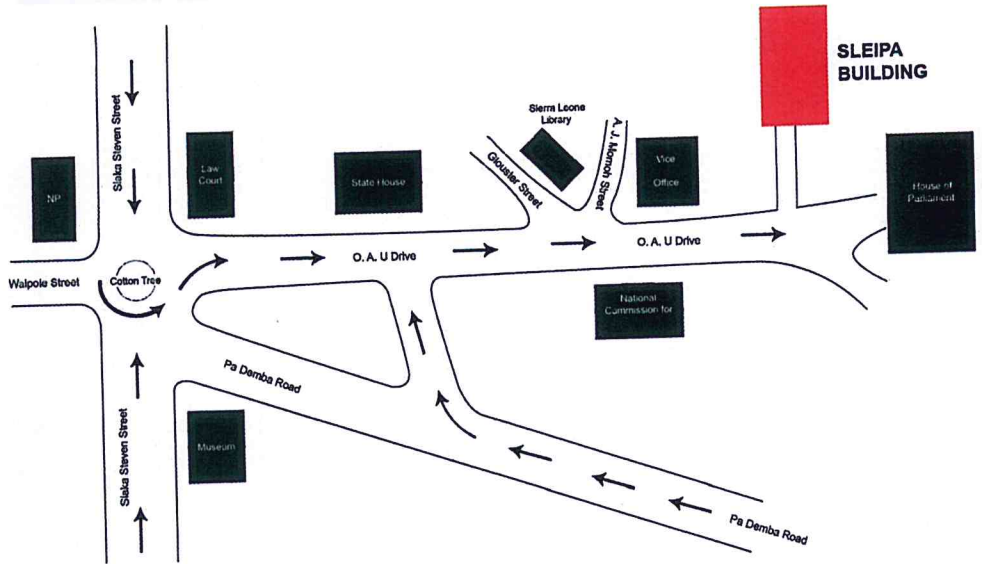 SLEIPA
BUILDING
Siaka Steven Street
Sierra Leone
Library
A. J. Momoh Street
Glouster Street
NP
Law
Court
State House
Vice
Office
House of
Parliament
O. A. U Drive
O. A. U Drive
Walpole Street
Cotton Tree
National
Commission for
Pa Demba Road
Siaka Steven Street
Museum
Pa Demba Road